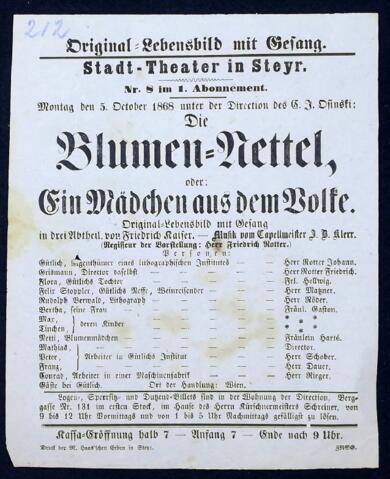 212
Original=Lebensbild mit Gesang.
Stadt-Theater in Steyr.
Nr. 8 im 1. Abonnement.
Montag den 5. October 1868 unter der Direction des C. J. Osinski:
Die
Blumen=Nettel,
oder:
Ein Mädchen aus dem Volke.
Original-Lebensbild mit Gesang
in drei Abtheil. von Friedrich Kaiser. — Musik vom Capellmeister J. B. Klerr.
(Regisseur der Vorstellung: Herr Friedrich Rotter.)
Personen:
Gütlich, Eigenthümer eines lithographischen Institutes — — Herr Rotter Johann.
Grismann, Director daselbst — — — — Herr Rotter Friedrich.
Flora, Gütlichs Tochter — — — — Frl. Hellwig.
Felix Stoppler, Gütlichs Neffe, Weinreisender — — — Herr Mahner.
Rudolph Berwald, Lithograph — — — — Herr Röder.
Bertha, seine Frau — — — — Fräul. Gaston.
Max, } deren Kinder — — — — * * *
Tinchen, — — — — * * *
Netti, Blumenmädchen — — — — Fräulein Harté.
Mathias — — — — Director.
Peter, } Arbeiter in Gütlichs Institut — — — Herr Schober.
Franz, — — — Herr Dauer.
Conrad, Arbeiter in einer Maschinenfabrik — — — Herr Rieger.
Gäste bei Gütlich. Ort der Handlung: Wien.
Logen-, Sperrsitz- und Dutzend-Billets sind in der Wohnung der Direction, Berg-
gasse Nr. 131 im ersten Stock, im Hause des Herrn Kürschnermeisters Schreiner, von
9 bis 12 Uhr Vormittags und von 1 bis 5 Uhr Nachmittags gefälligst zu lösen.
Kassa-Eröffnung halb 7 — Anfang 7 — Ende nach 9 Uhr.
Druck der M. Haas'schen Erben in Steyr.